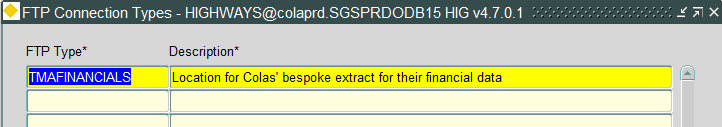 FTP Connection Types - HIGHWAYS@colaprd.SGSPRDODB15 HIG v4.7.0.1
FTP Type* Description*
TMAFINANCIALS Location for Colas' bespoke extract for their financial data